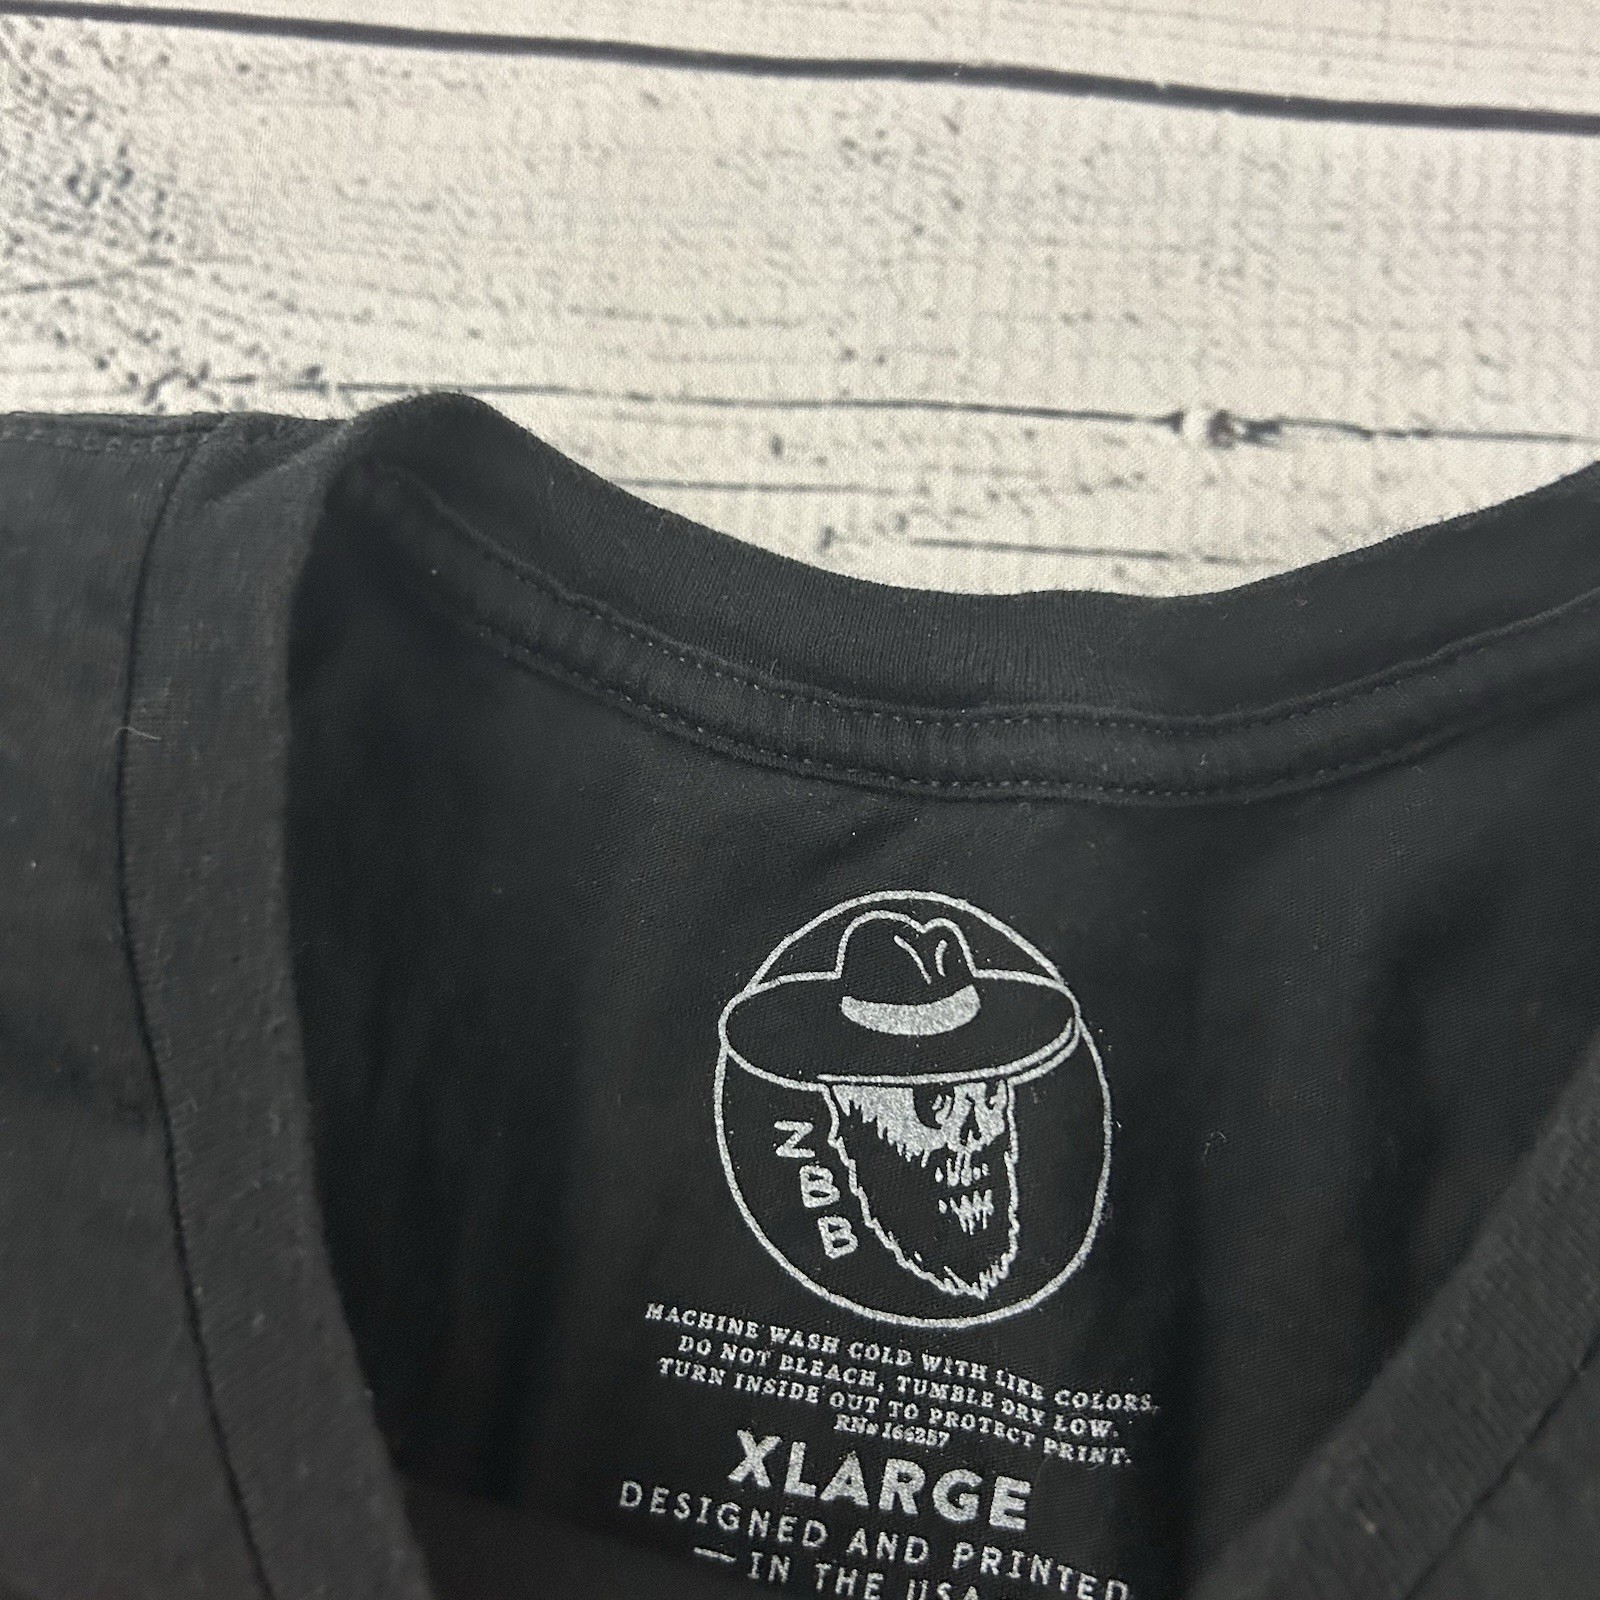 ZBB
MACHINE WASH COLD WITH LIKE COLORS,
DO NOT BLEACH, TUMBLE DRY LOW.
TURN INSIDE OUT TO PROTECT PRINT.
RN# 166257
XLARGE
DESIGNED AND PRINTED
—IN THE USA